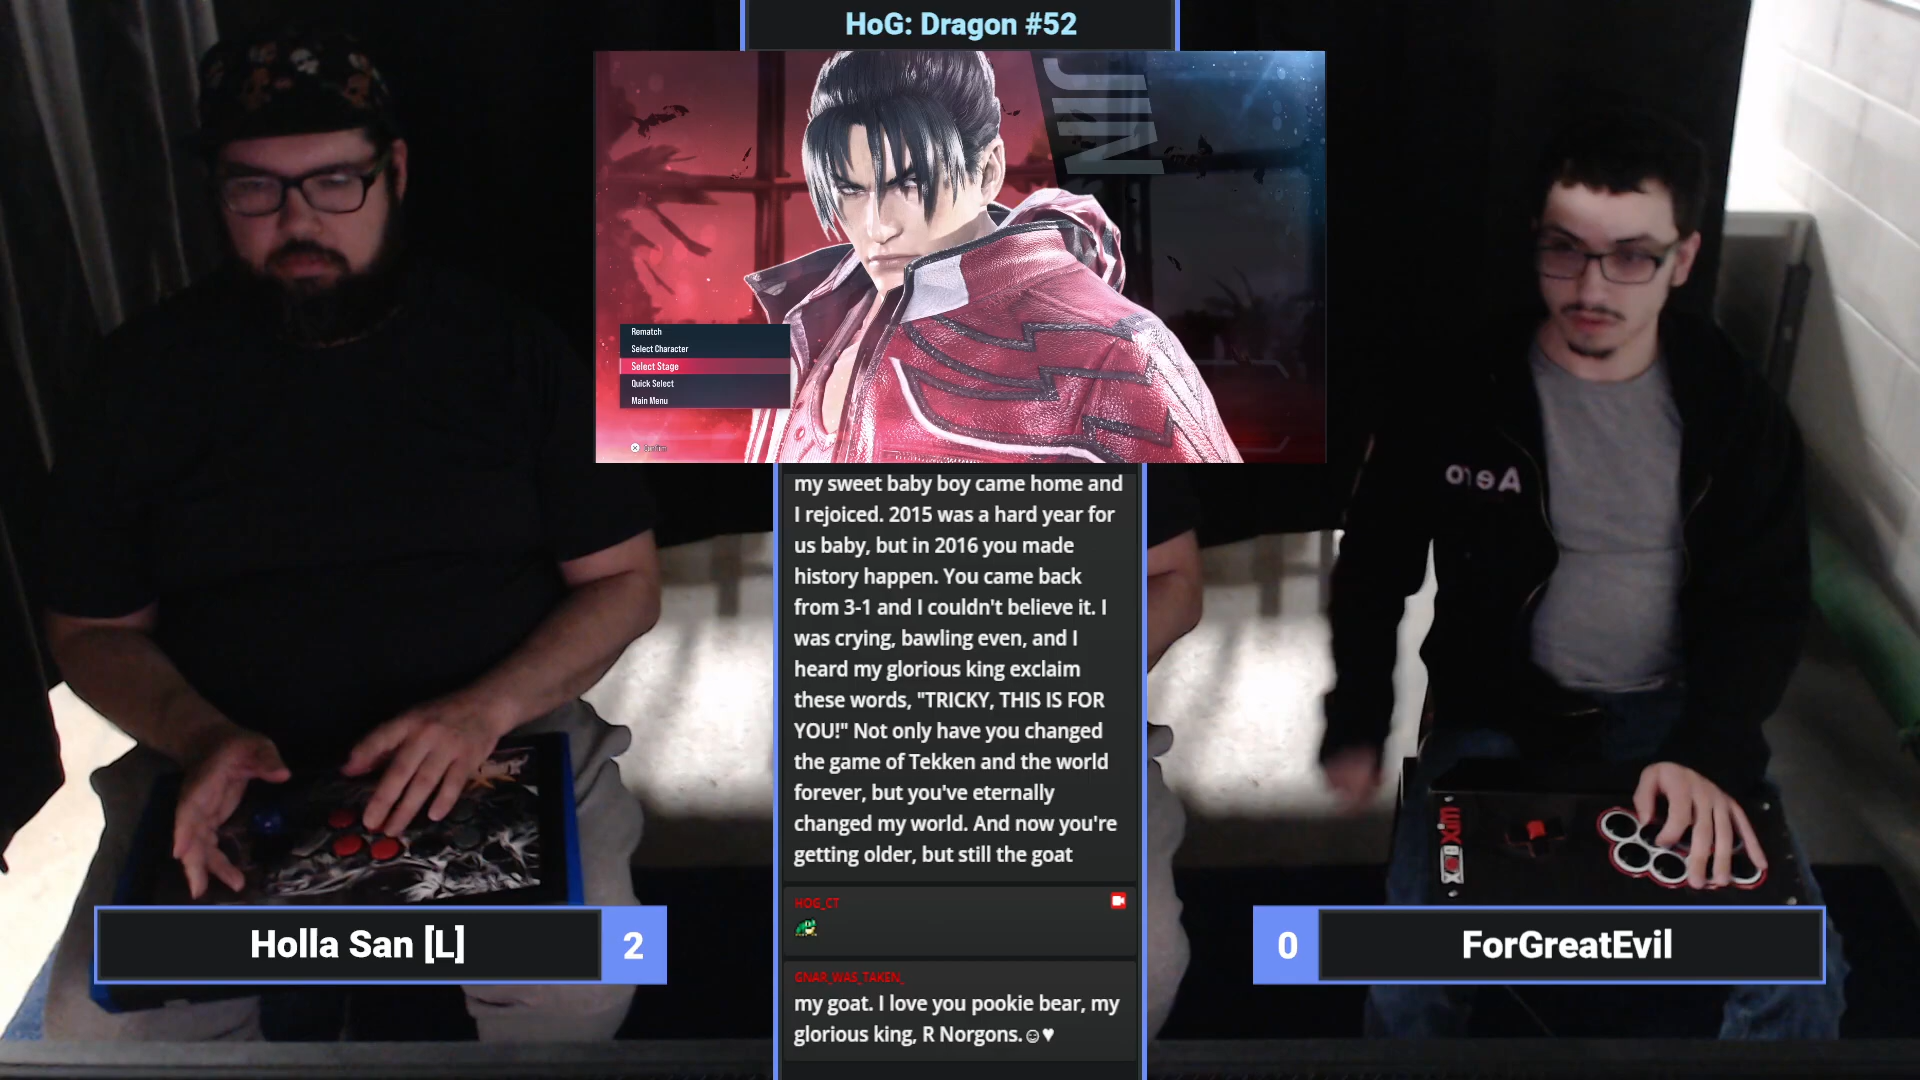 HoG: Dragon #52
JIN
Rematch
Select Character
Select Stage
Quick Select
Main Menu
Confirm
my sweet baby boy came home and
I rejoiced. 2015 was a hard year for
us baby, but in 2016 you made
history happen. You came back
from 3-1 and I couldn't believe it. I
was crying, bawling even, and I
heard my glorious king exclaim
these words, "TRICKY, THIS IS FOR
YOU!" Not only have you changed
the game of Tekken and the world
forever, but you've eternally
changed my world. And now you're
getting older, but still the goat
HOG_CT
GNAR_WAS_TAKEN_
my goat. I love you pookie bear, my
glorious king, R Norgons.☺♥
Aero
Holla San [L]
2
0
ForGreatEvil